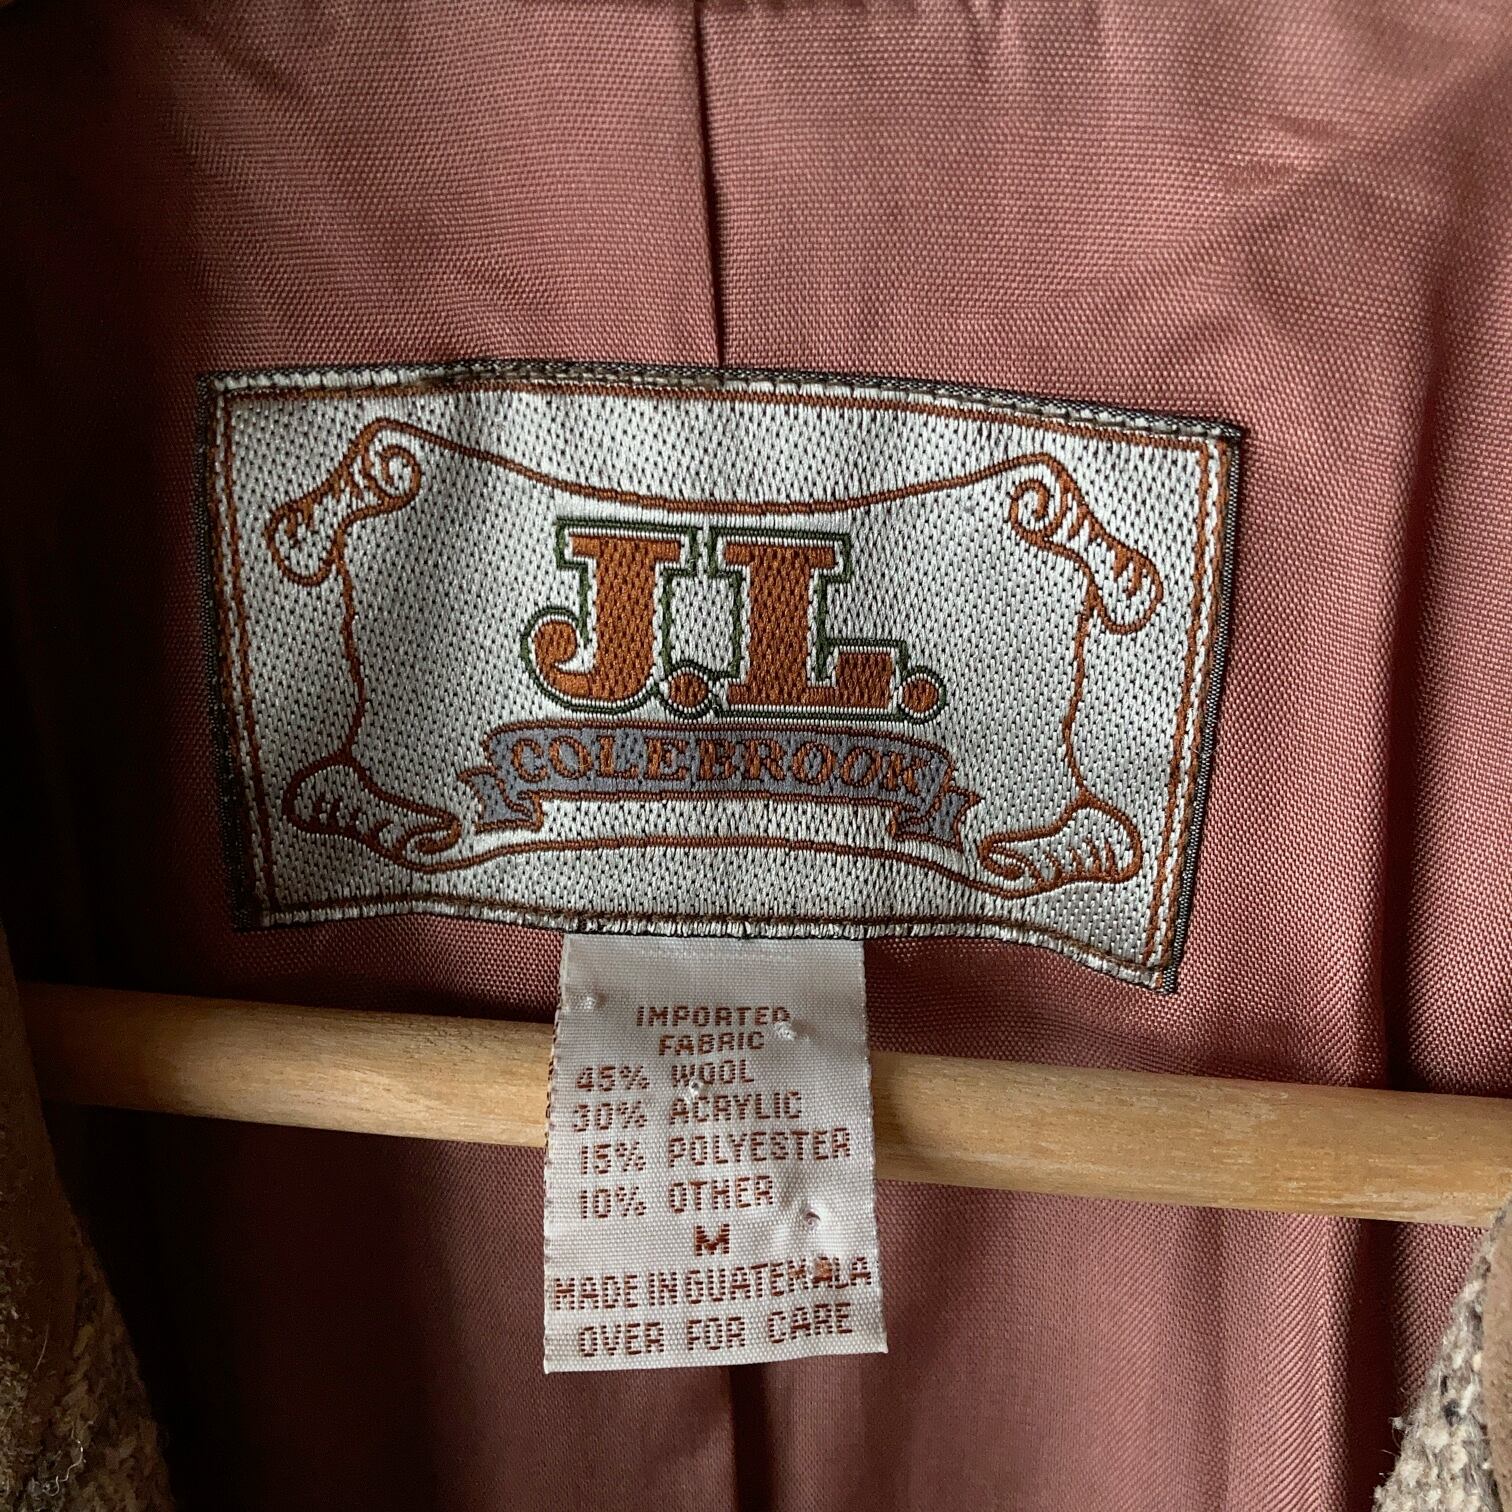 J.L.
COLEBROOK
IMPORTED
FABRIC
45% WOOL
30% ACRYLIC
15% POLYESTER
10% OTHER
M
MADE IN GUATEMALA
OVER FOR CARE